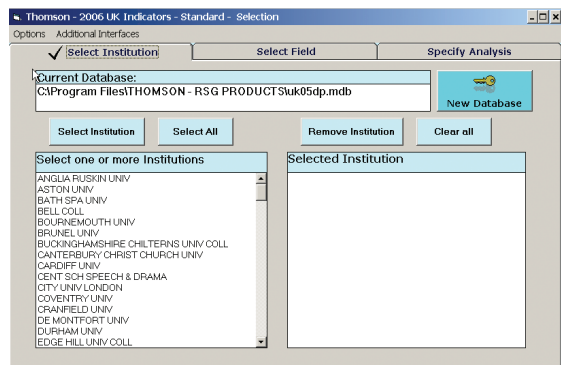 Thomson - 2006 UK Indicators - Standard - Selection
Options Additional Interfaces
Select Institution Select Field Specify Analysis
Current Database:
C:\Program Files\THOMSON - RSG PRODUCTS\uk05dp.mdb
New Database
Select Institution Select All Remove Institution Clear all
Select one or more Institutions Selected Institution
ANGLIA RUSKIN UNIV
ASTON UNIV
BATH SPA UNIV
BELL COLL
BOURNEMOUTH UNIV
BRUNEL UNIV
BUCKINGHAMSHIRE CHILTERNS UNIV COLL
CANTERBURY CHRIST CHURCH UNIV
CARDIFF UNIV
CENT SCH SPEECH & DRAMA
CITY UNIV LONDON
COVENTRY UNIV
CRANFIELD UNIV
DE MONTFORT UNIV
DURHAM UNIV
EDGE HILL UNIV COLL